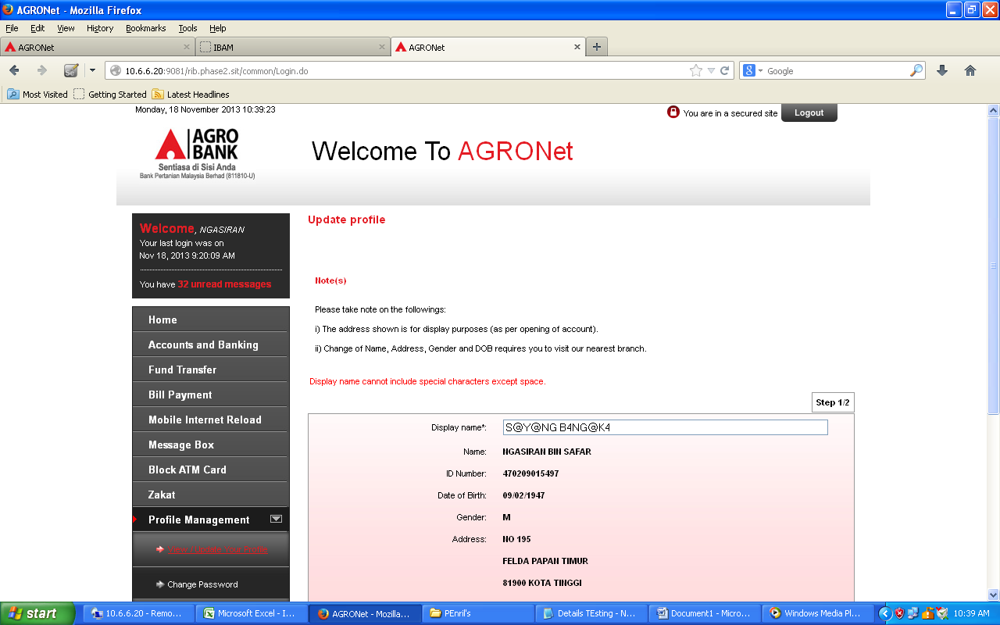 AGRONet - Mozilla Firefox
File Edit View History Bookmarks Tools Help
AGRONet
IBAM
AGRONet
10.6.6.20:9081/rib.phase2.sit/common/Login.do
Google
Most Visited Getting Started Latest Headlines
Monday, 18 November 2013 10:39:23
You are in a secured site
Logout
AGRO
BANK
Sentiasa di Sisi Anda
Bank Pertanian Malaysia Berhad (811810-U)
Welcome To AGRONet
Welcome, NGASIRAN
Your last login was on
Nov 18, 2013 9:20:09 AM
You have 32 unread messages
Home
Accounts and Banking
Fund Transfer
Bill Payment
Mobile Internet Reload
Message Box
Block ATM Card
Zakat
Profile Management
Change Password
Update profile
Note(s)
Please take note on the followings:
i) The address shown is for display purposes (as per opening of account).
ii) Change of Name, Address, Gender and DOB requires you to visit our nearest branch.
Display name cannot include special characters except space.
Step 1/2
Display name*: S@Y@NG B4NG@K4
Name: NGASIRAN BIN SAFAR
ID Number: 470209015497
Date of Birth: 09/02/1947
Gender: M
Address: NO 195
FELDA PAPAN TIMUR
81900 KOTA TINGGI
start
10.6.6.20 - Remo...
Microsoft Excel - I...
AGRONet - Mozilla...
PEnril's
Details TEsting - N...
Document1 - Micro...
Windows Media Pl...
10:39 AM